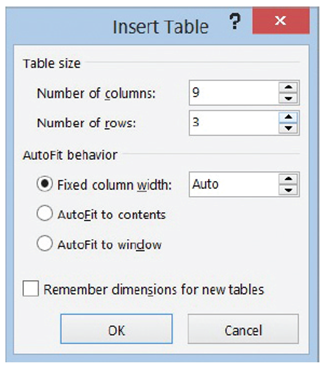 Insert Table ? x
Table size
Number of columns: 9
Number of rows: 3
AutoFit behavior
Fixed column width: Auto
AutoFit to contents
AutoFit to window
Remember dimensions for new tables
OK Cancel